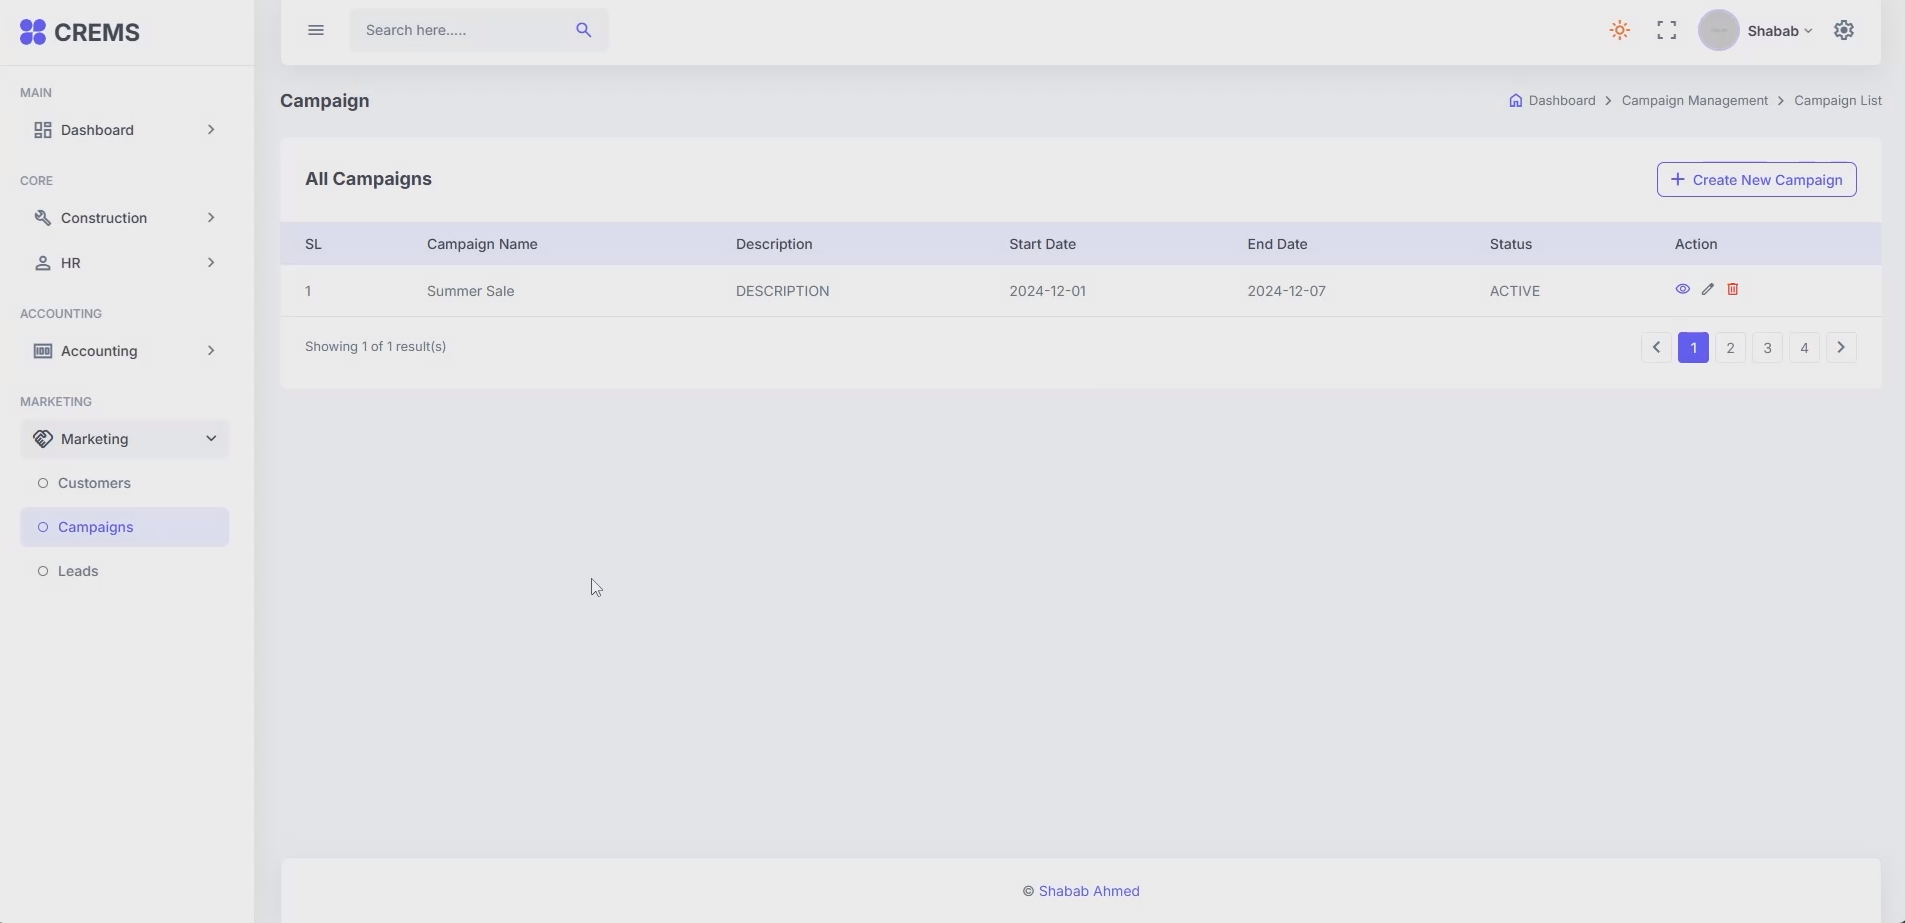 CREMS
Search here.....
Shabab
MAIN
Dashboard
CORE
Construction
HR
ACCOUNTING
Accounting
MARKETING
Marketing
Customers
Campaigns
Leads
Campaign
Dashboard > Campaign Management > Campaign List
All Campaigns
+ Create New Campaign
SL Campaign Name Description Start Date End Date Status Action
1 Summer Sale DESCRIPTION 2024-12-01 2024-12-07 ACTIVE
Showing 1 of 1 result(s)
< 1 2 3 4 >
© Shabab Ahmed